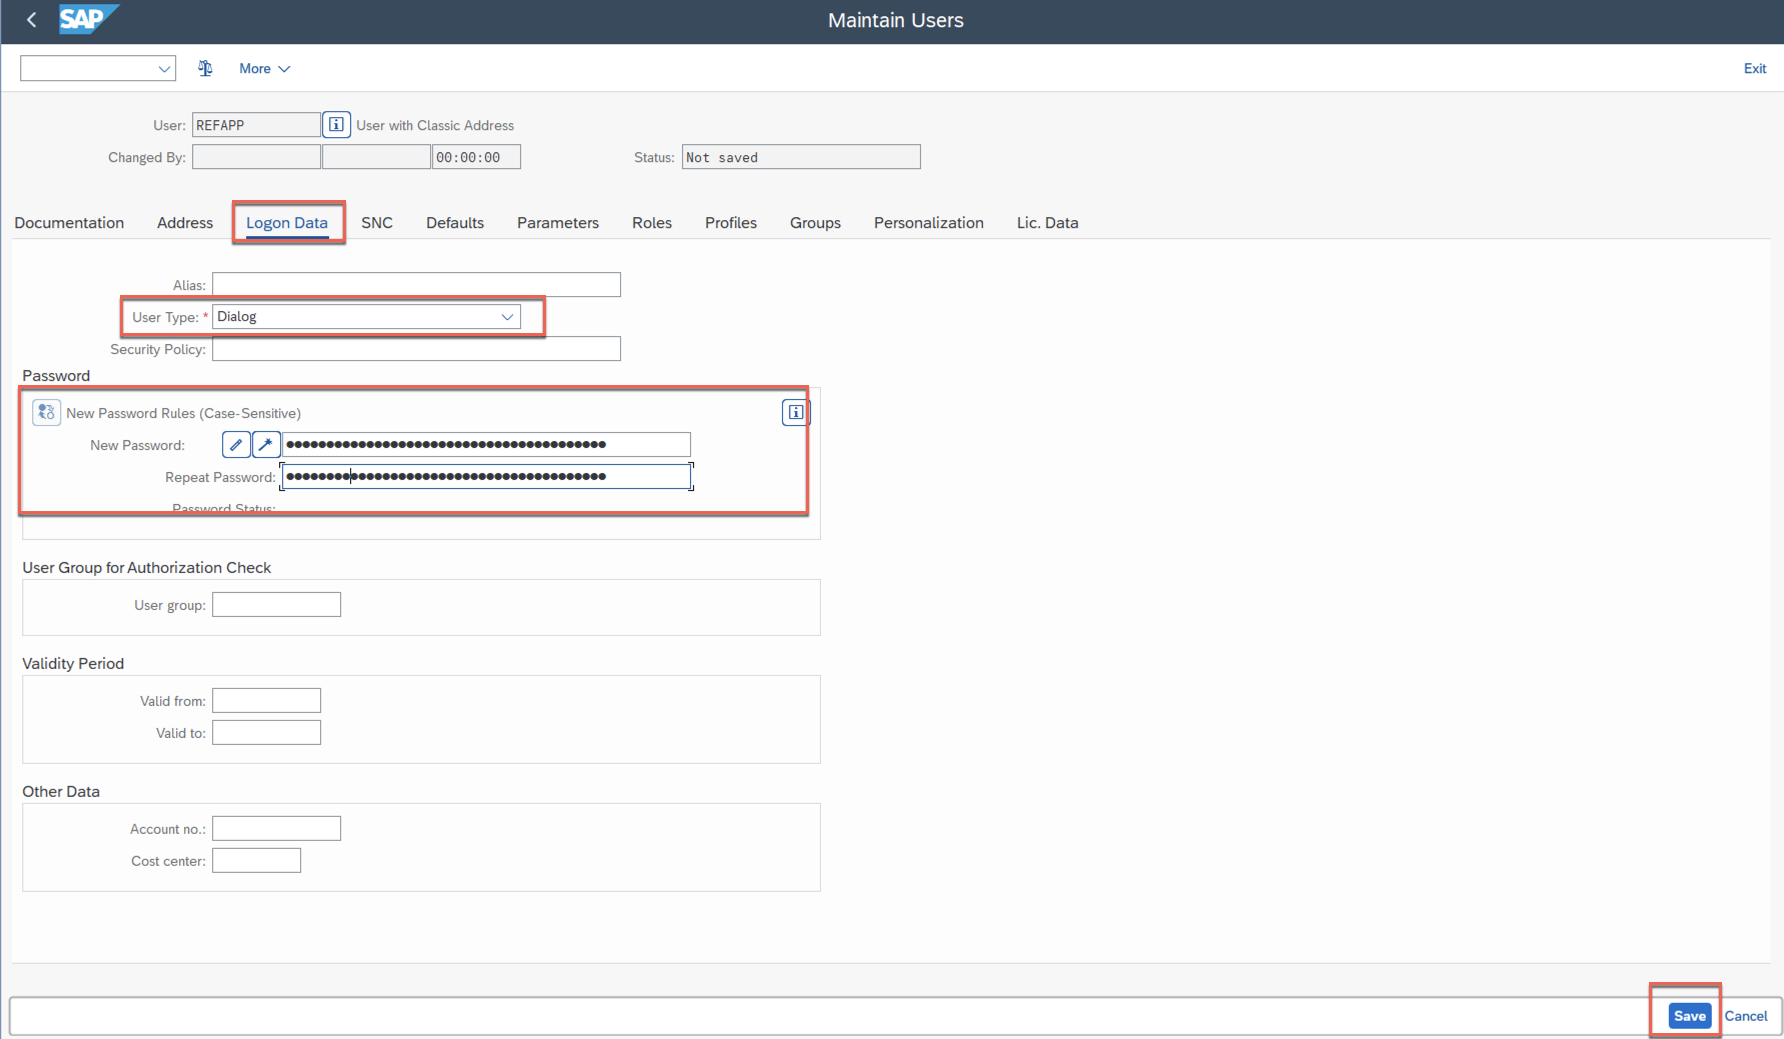 SAP Maintain Users
More Exit
User: REFAPP User with Classic Address
Changed By: 00:00:00 Status: Not saved
Documentation Address Logon Data SNC Defaults Parameters Roles Profiles Groups Personalization Lic. Data
Alias:
User Type: * Dialog
Security Policy:
Password
New Password Rules (Case-Sensitive)
New Password: ●●●●●●●●●●●●●●●●●●●●●●●●●●●●●●●●●●●●●●●●
Repeat Password: ●●●●●●●●●●●●●●●●●●●●●●●●●●●●●●●●●●●●●●●●
Password Status:
User Group for Authorization Check
User group:
Validity Period
Valid from:
Valid to:
Other Data
Account no.:
Cost center:
Save Cancel